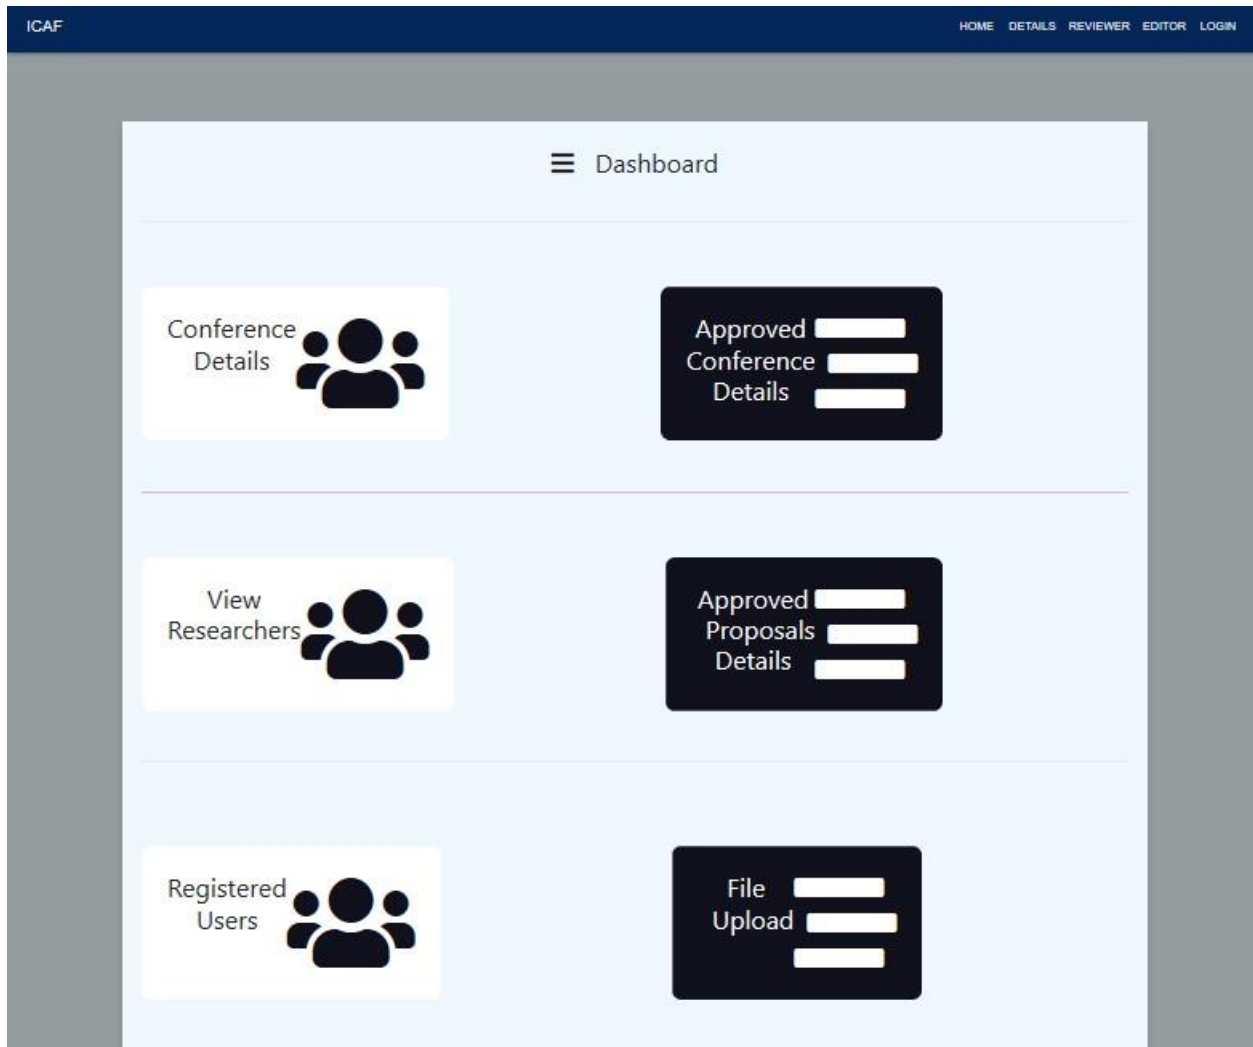 ICAF
HOME DETAILS REVIEWER EDITOR LOGIN
Dashboard
Conference
Details
Approved
Conference
Details
View
Researchers
Approved
Proposals
Details
Registered
Users
File
Upload